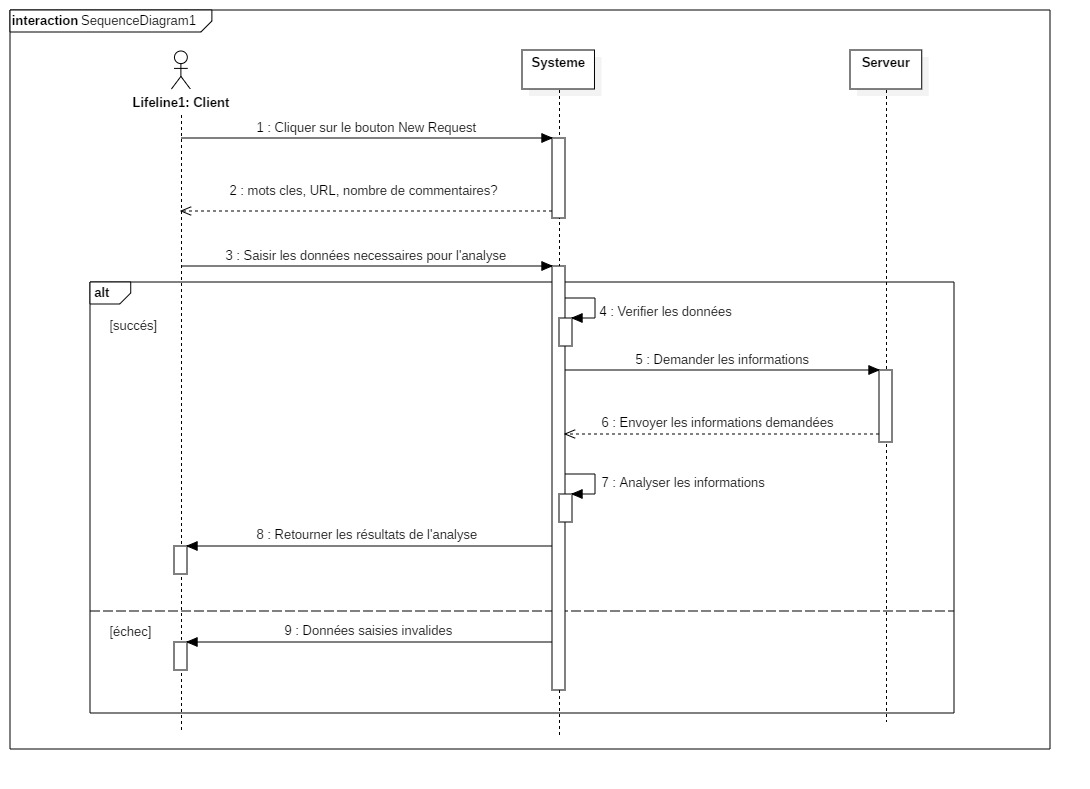 interaction SequenceDiagram1
Systeme
Serveur
Lifeline1: Client
1 : Cliquer sur le bouton New Request
2 : mots cles, URL, nombre de commentaires?
3 : Saisir les données necessaires pour l'analyse
alt
4 : Verifier les données
[succés]
5 : Demander les informations
6 : Envoyer les informations demandées
7 : Analyser les informations
8 : Retourner les résultats de l'analyse
[échec]
9 : Données saisies invalides